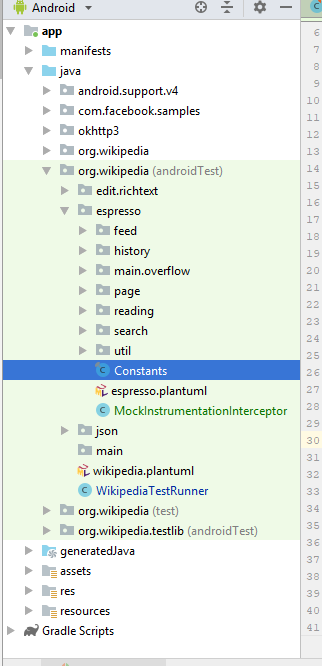 Android
app
manifests
java
android.support.v4
com.facebook.samples
okhttp3
org.wikipedia
org.wikipedia (androidTest)
edit.richtext
espresso
feed
history
main.overflow
page
reading
search
util
Constants
espresso.plantuml
MockInstrumentationInterceptor
json
main
wikipedia.plantuml
WikipediaTestRunner
org.wikipedia (test)
org.wikipedia.testlib (androidTest)
generatedJava
assets
res
resources
Gradle Scripts
6
7
8
9
10
11
12
13
14
15
16
17
18
19
20
21
22
23
24
25
26
27
28
29
30
31
32
33
34
35
36
37
38
39
40
41